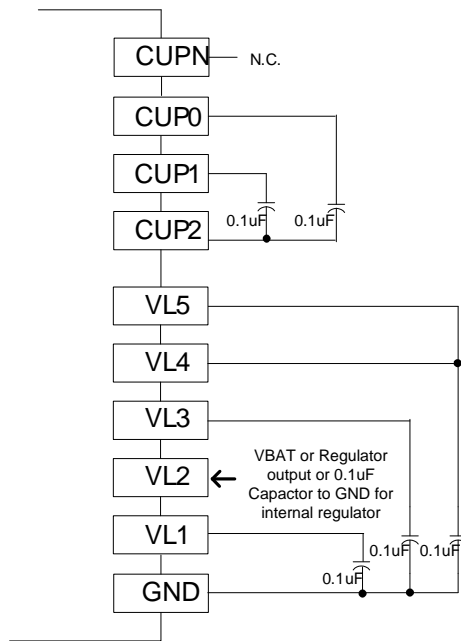 CUPN
N.C.
CUP0
CUP1
0.1uF
0.1uF
CUP2
VL5
VL4
VL3
VBAT or Regulator
output or 0.1uF
Capactor to GND for
internal regulator
VL2
VL1
0.1uF
0.1uF
0.1uF
GND